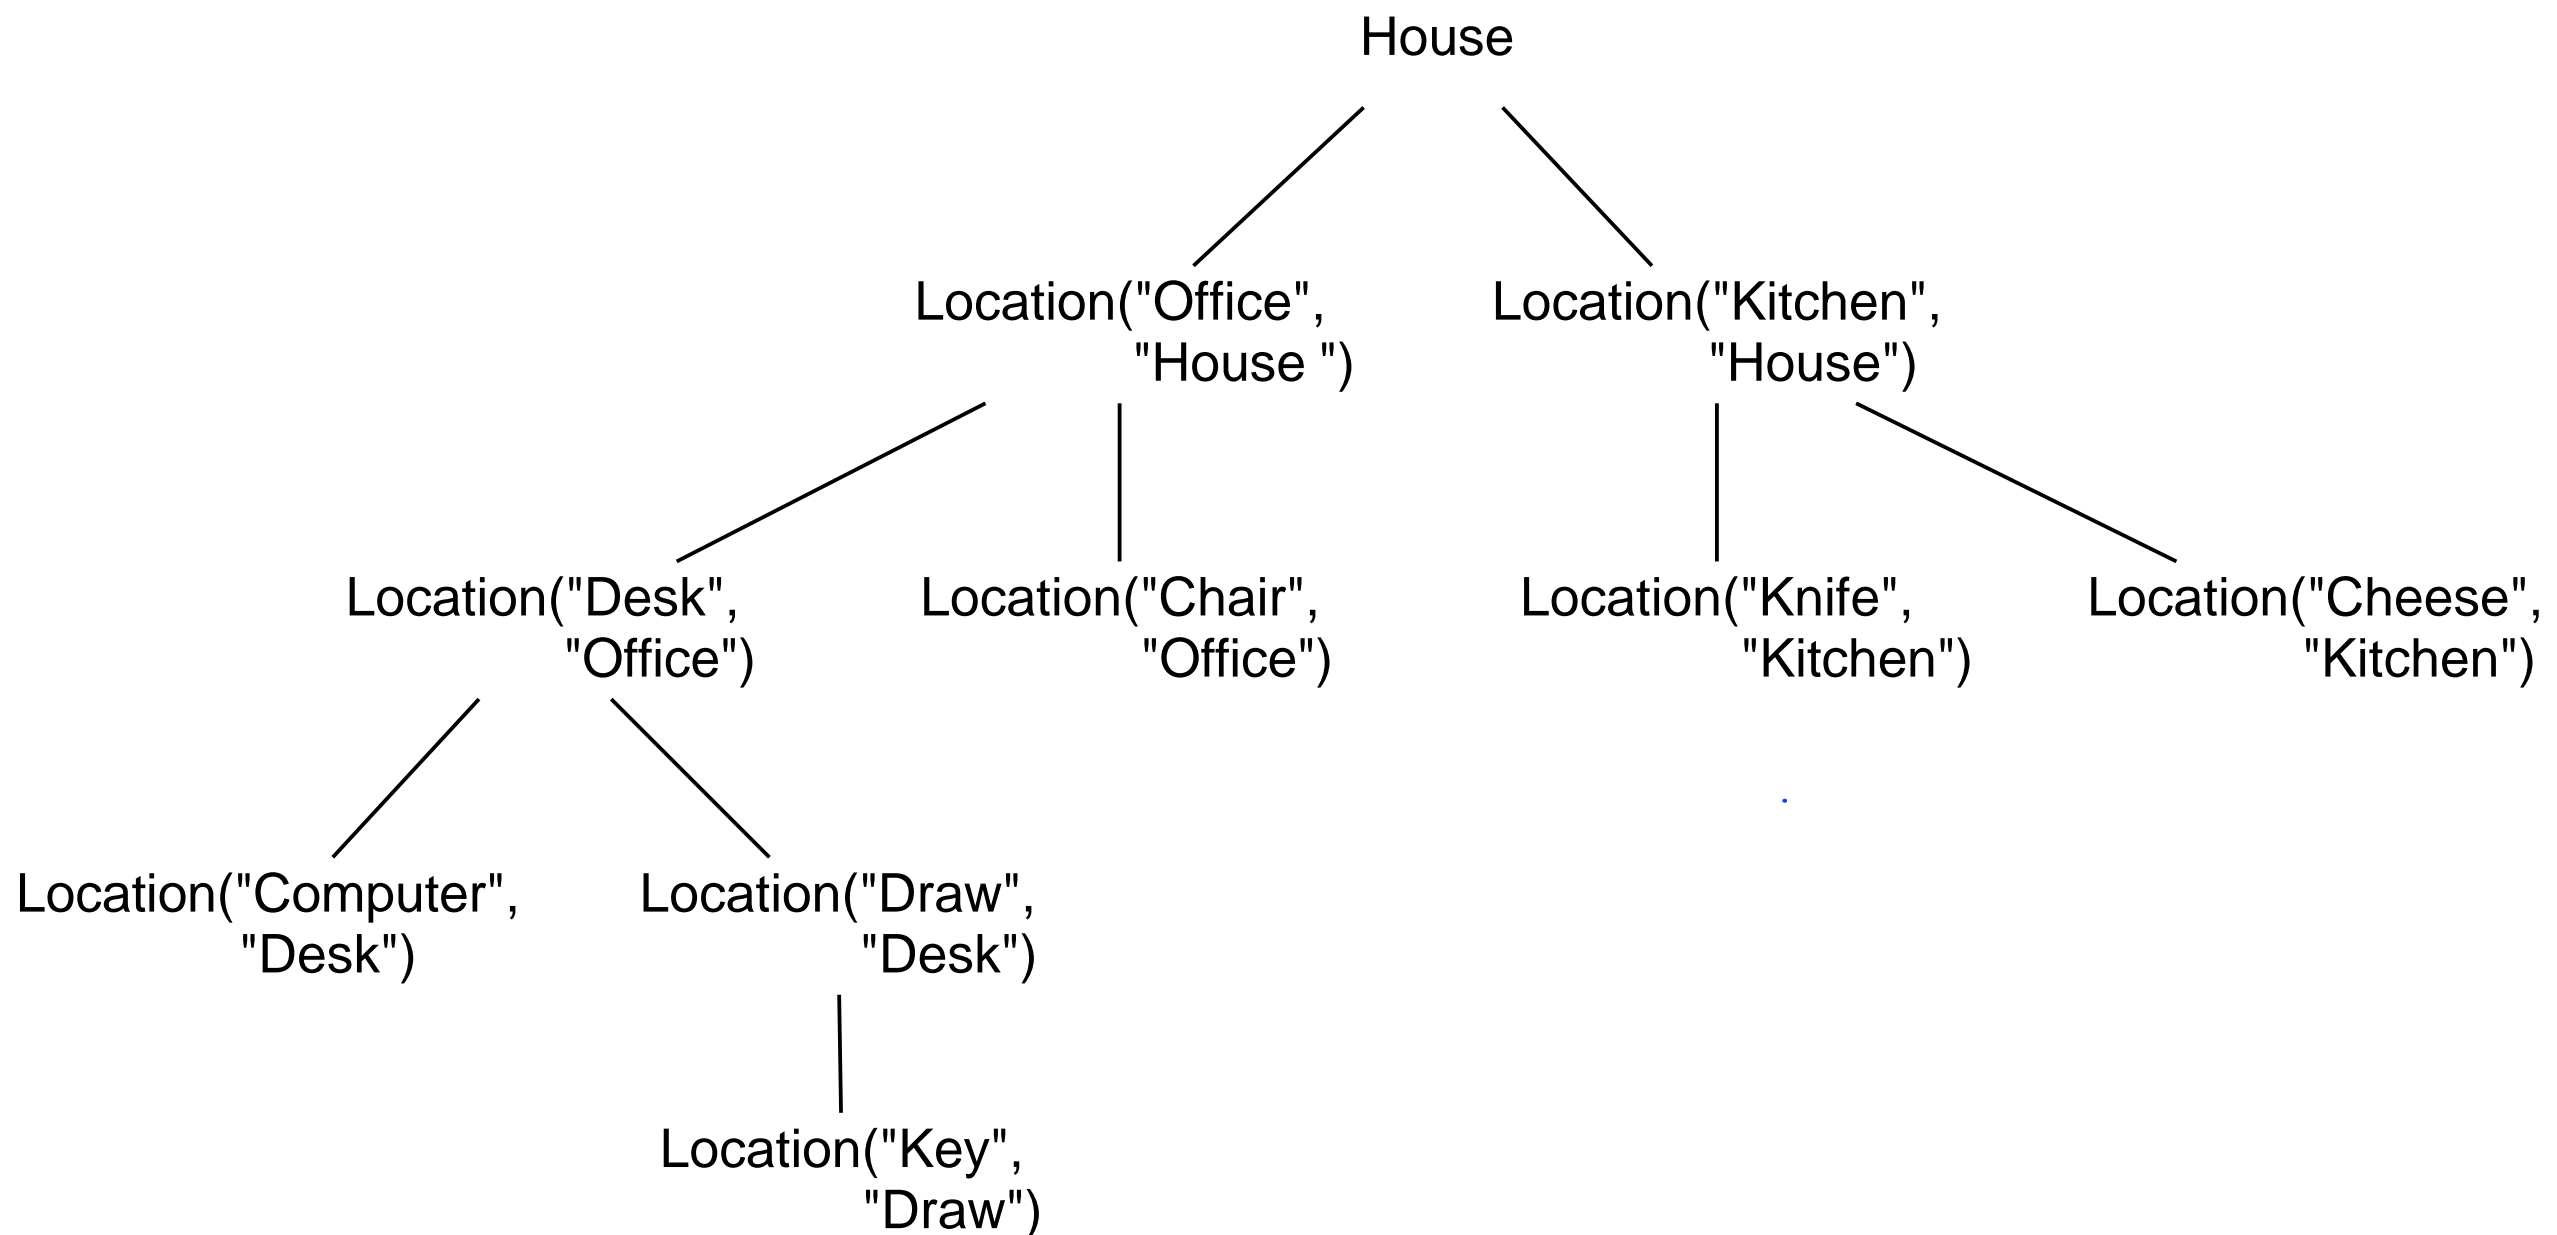 House
Location("Office",
"House ")
Location("Kitchen",
"House")
Location("Desk",
"Office")
Location("Chair",
"Office")
Location("Knife",
"Kitchen")
Location("Cheese",
"Kitchen")
Location("Computer",
"Desk")
Location("Draw",
"Desk")
Location("Key",
"Draw")